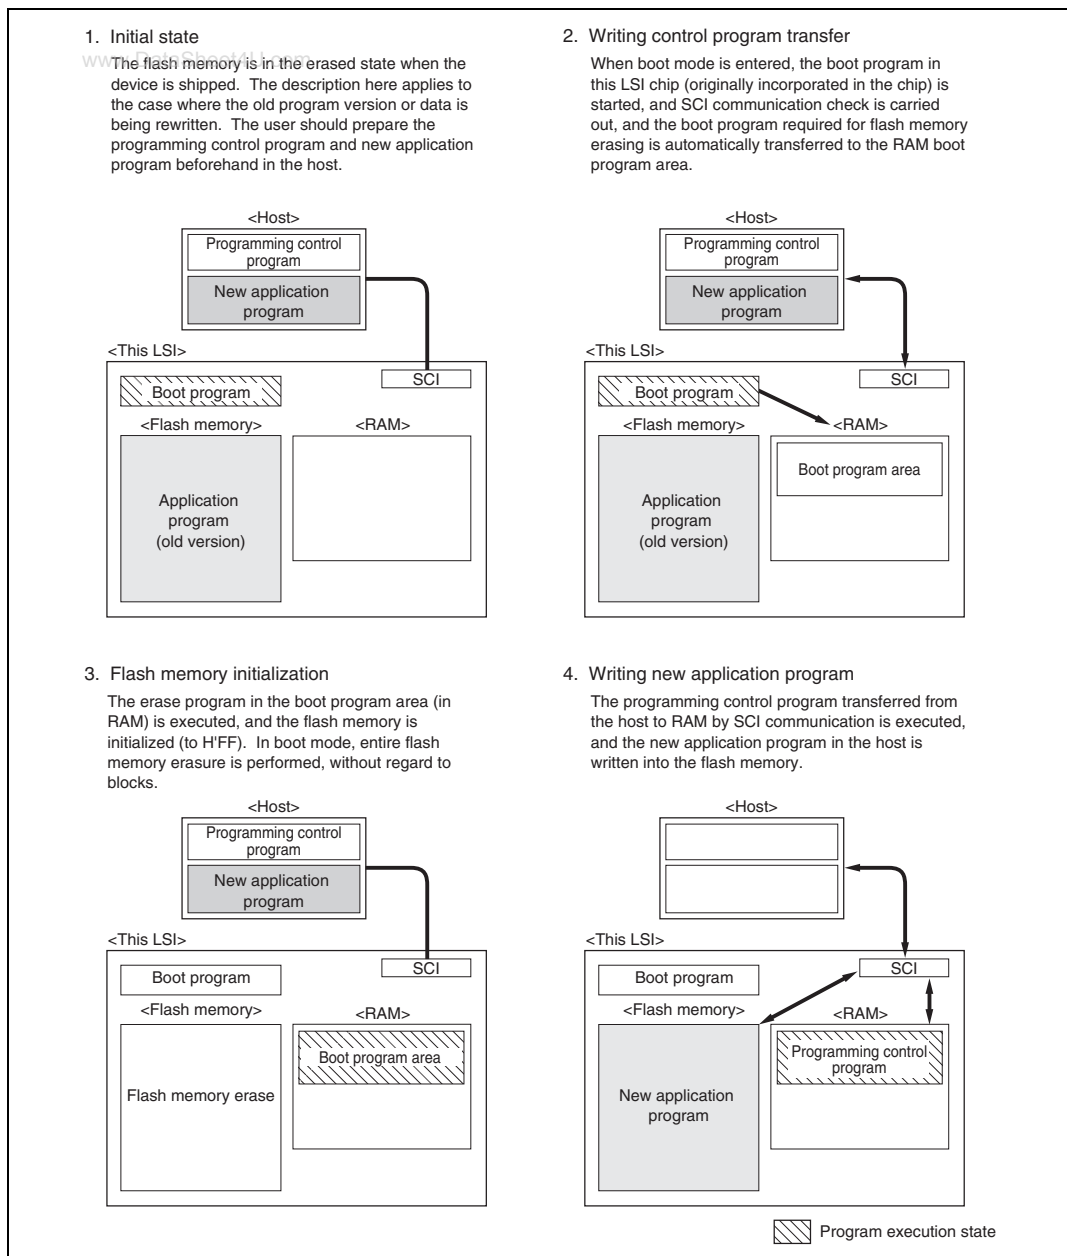 1. Initial state
www.DataSheet4U.com
The flash memory is in the erased state when the
device is shipped. The description here applies to
the case where the old program version or data is
being rewritten. The user should prepare the
programming control program and new application
program beforehand in the host.
<Host>
Programming control
program
New application
program
<This LSI>
SCI
Boot program
<Flash memory>
<RAM>
Application
program
(old version)
2. Writing control program transfer
When boot mode is entered, the boot program in
this LSI chip (originally incorporated in the chip) is
started, and SCI communication check is carried
out, and the boot program required for flash memory
erasing is automatically transferred to the RAM boot
program area.
<Host>
Programming control
program
New application
program
<This LSI>
SCI
Boot program
<Flash memory>
<RAM>
Boot program area
Application
program
(old version)
3. Flash memory initialization
The erase program in the boot program area (in
RAM) is executed, and the flash memory is
initialized (to H'FF). In boot mode, entire flash
memory erasure is performed, without regard to
blocks.
<Host>
Programming control
program
New application
program
<This LSI>
SCI
Boot program
<Flash memory>
<RAM>
Boot program area
Flash memory erase
4. Writing new application program
The programming control program transferred from
the host to RAM by SCI communication is executed,
and the new application program in the host is
written into the flash memory.
<Host>
<This LSI>
SCI
Boot program
<Flash memory>
<RAM>
Programming control
program
New application
program
Program execution state